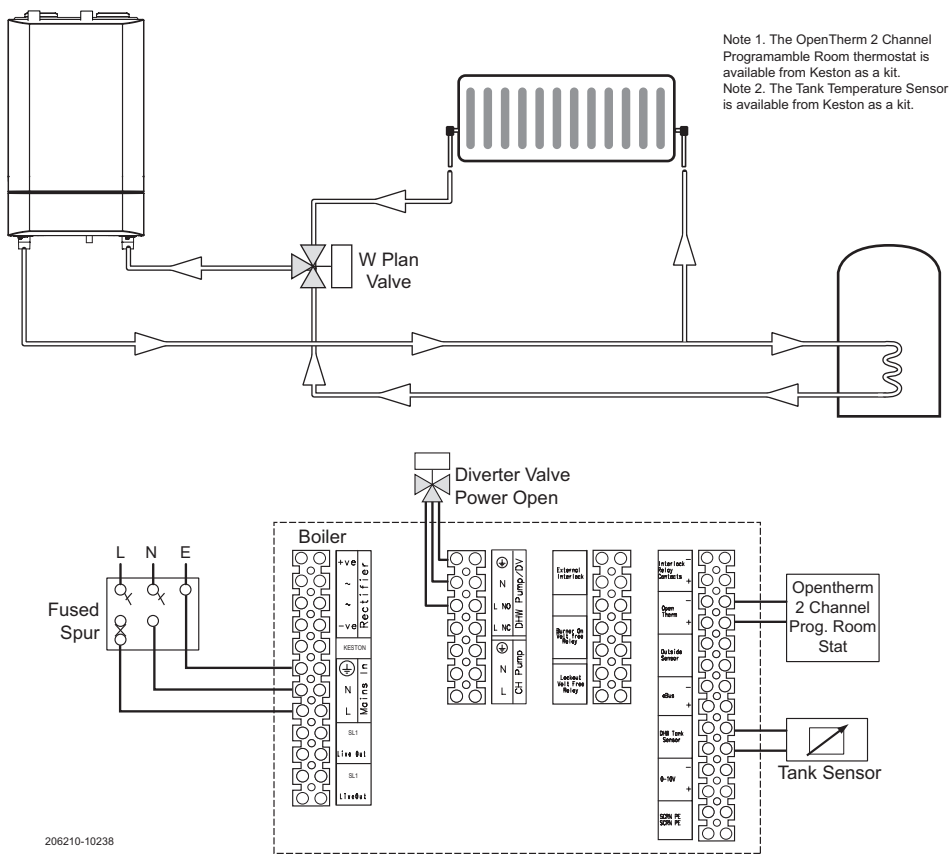 Note 1. The OpenTherm 2 Channel
Programamble Room thermostat is
available from Keston as a kit.
Note 2. The Tank Temperature Sensor
is available from Keston as a kit.
W Plan
Valve
Diverter Valve
Power Open
Boiler
L N E
Fused
Spur
+ve
~
~
-ve
Rectifier
KESTON
N
L
Mains In
SL1
Live Out
SL1
LiveOut
N
L NO
L NC
DHW Pump/DV
N
L
CH Pump
External
Interlock
Burner On
Volt Free
Relay
Lockout
Volt Free
Relay
Interlock
Relay
Contacts
+
-
Open
Therm
+
Outside
Sensor
-
eBus
+
DHW Tank
Sensor
-
0-10V
+
SCRN PE
SCRN PE
Opentherm
2 Channel
Prog. Room
Stat
Tank Sensor
206210-10238